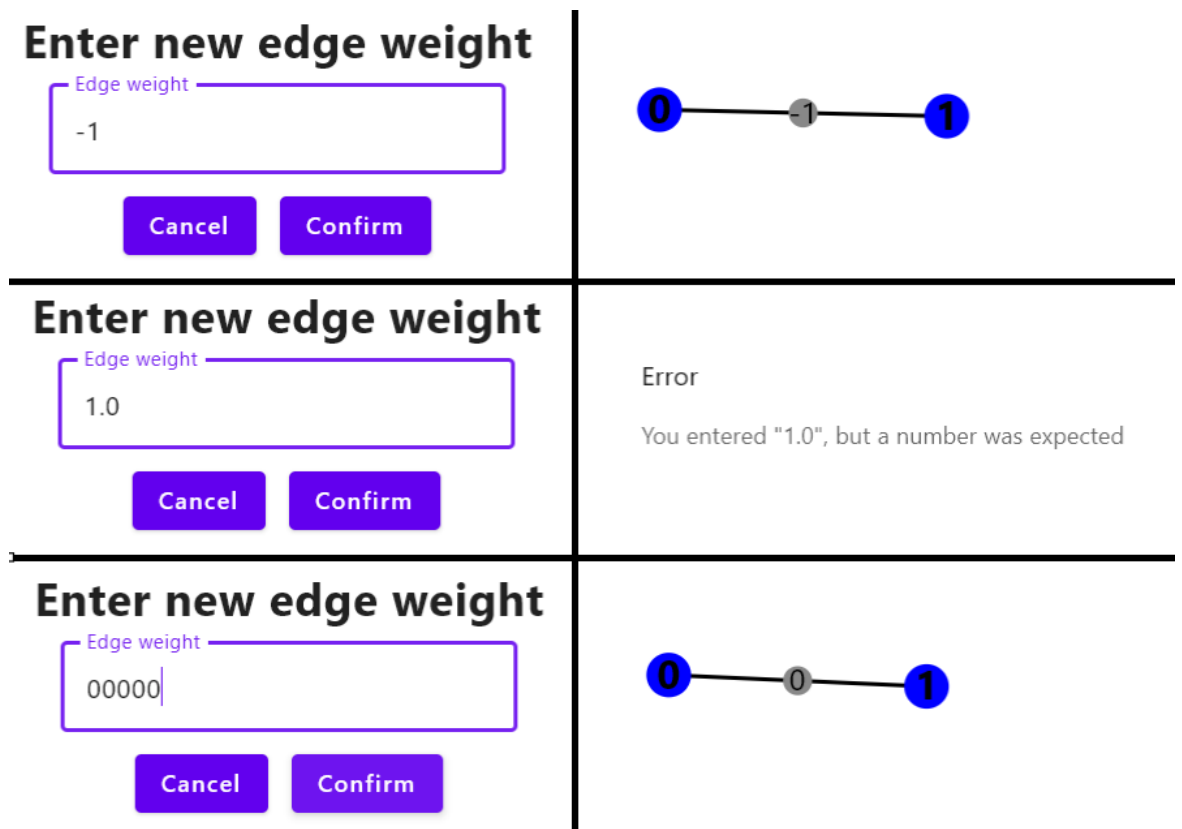 Enter new edge weight
Edge weight
-1
Cancel Confirm
0 -1 1
Enter new edge weight
Edge weight
1.0
Cancel Confirm
Error
You entered "1.0", but a number was expected
Enter new edge weight
Edge weight
00000
Cancel Confirm
0 0 1